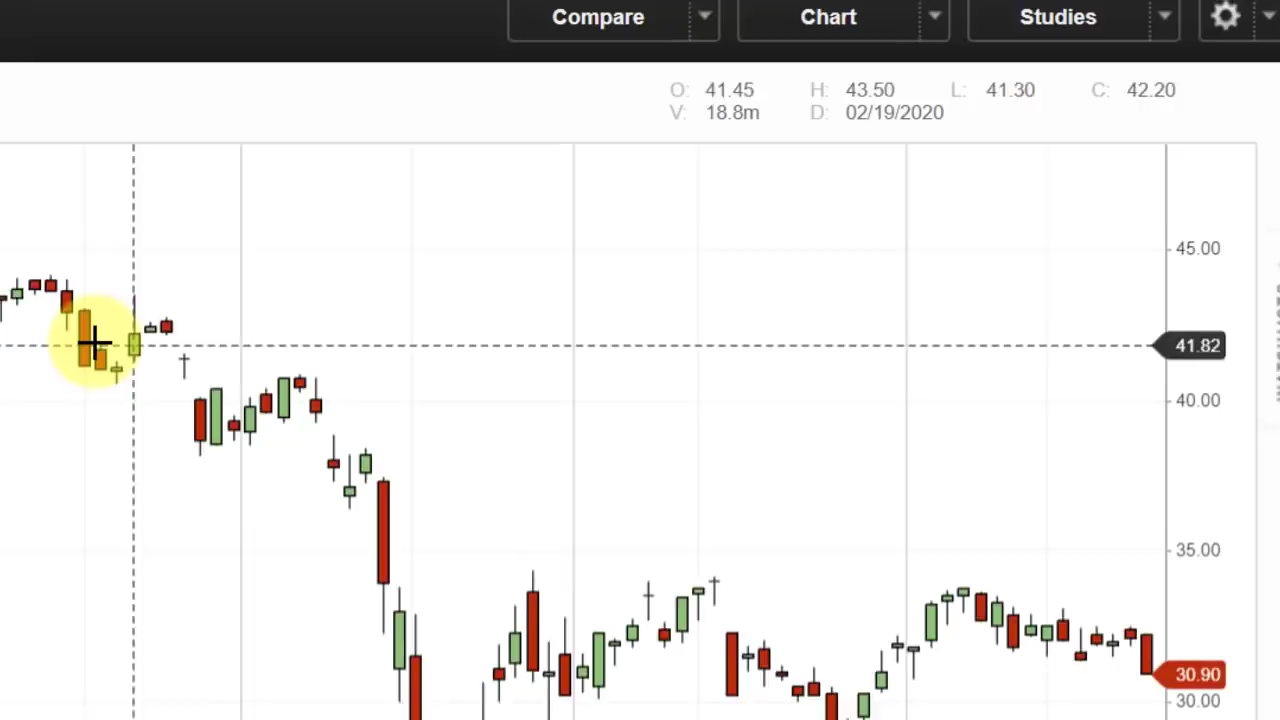 Compare Chart Studies
O: 41.45 H: 43.50 L: 41.30 C: 42.20
V: 18.8m D: 02/19/2020
45.00
41.82
40.00
35.00
30.90
30.00